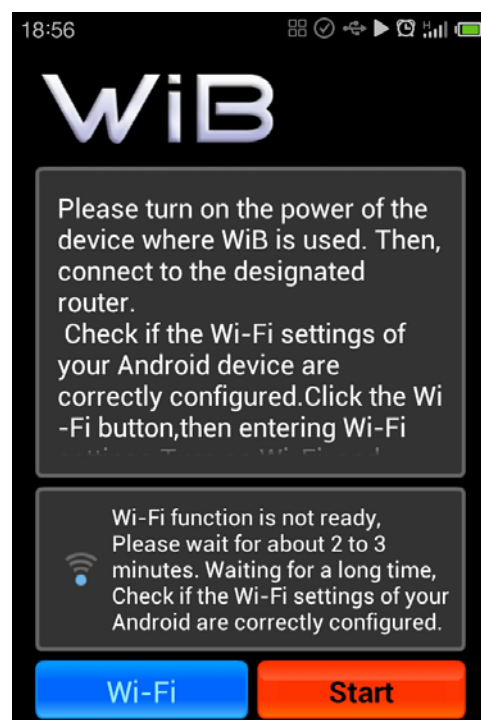 18:56
WiB
Please turn on the power of the
device where WiB is used. Then,
connect to the designated
router.
Check if the Wi-Fi settings of
your Android device are
correctly configured.Click the Wi
-Fi button,then entering Wi-Fi
Wi-Fi function is not ready,
Please wait for about 2 to 3
minutes. Waiting for a long time,
Check if the Wi-Fi settings of your
Android are correctly configured.
Wi-Fi
Start